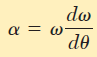 α = ω dω/dθ